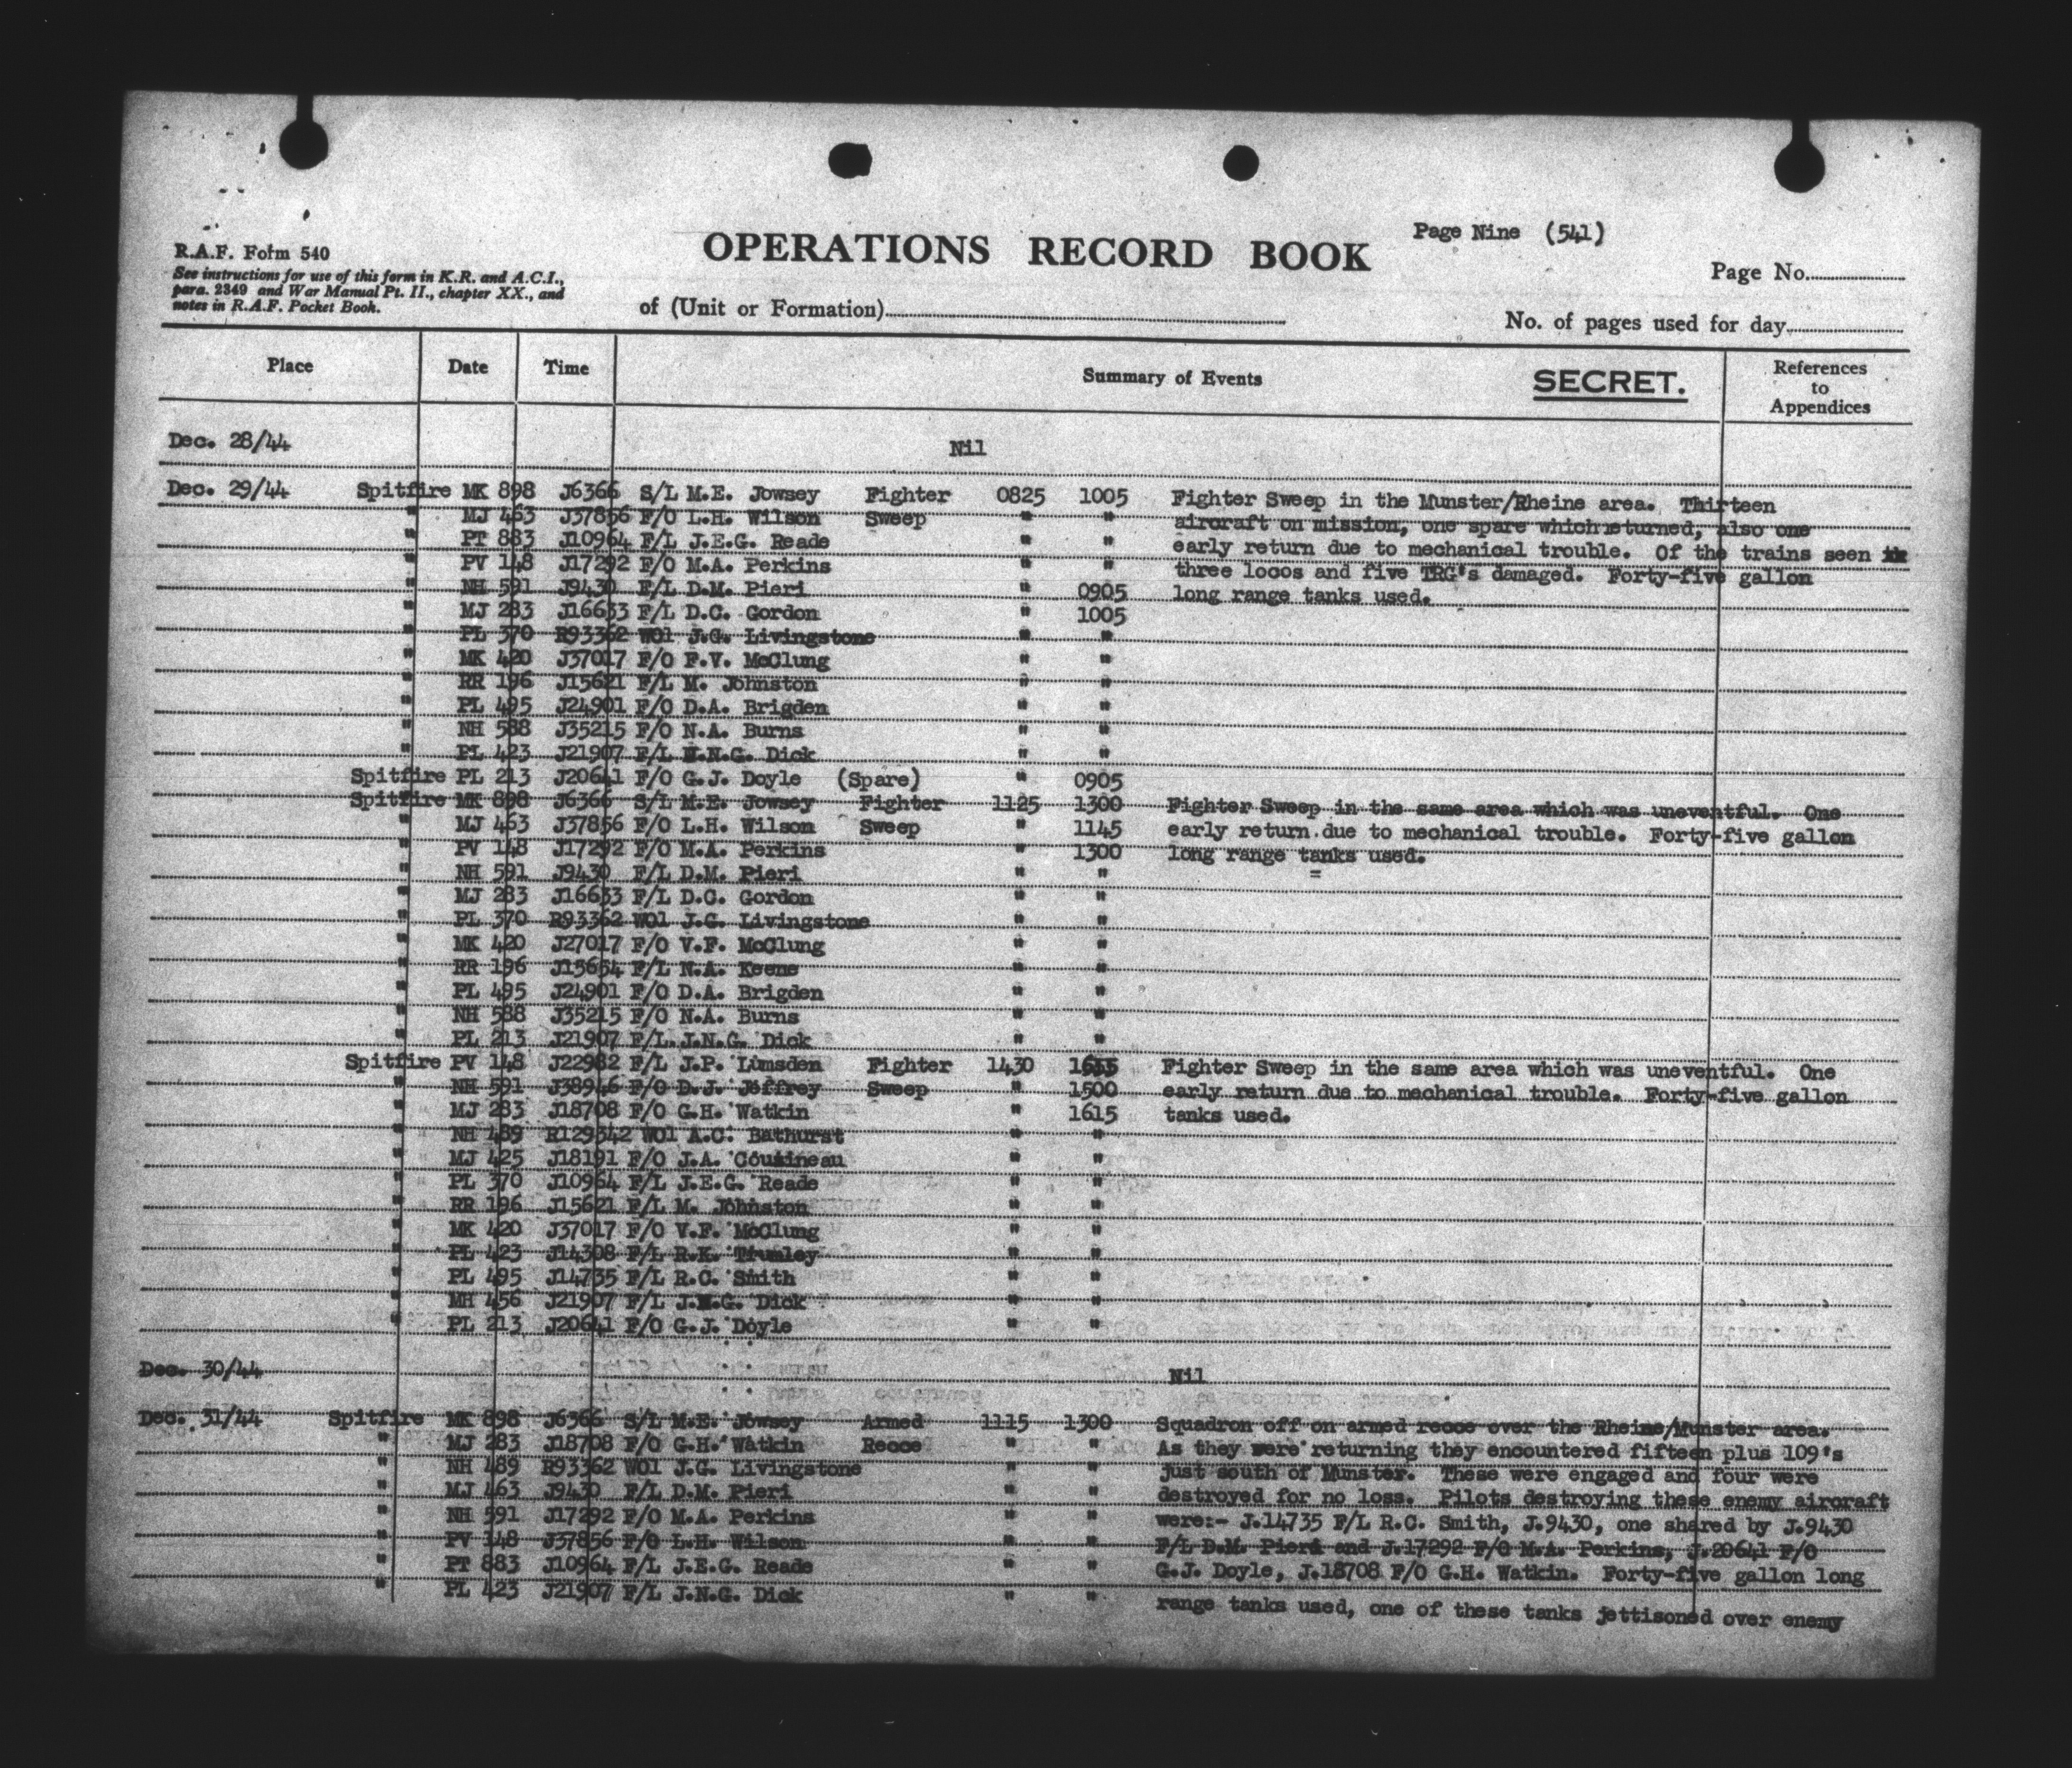 Page Nine (541)
R.A.F. Form 540
See instructions for use of this form in K.R. and A.C.I.,
para. 2349 and War Manual Pt. II., chapter XX., and
notes in R.A.F. Pocket Book.
OPERATIONS RECORD BOOK
Page No.
of (Unit or Formation)
No. of pages used for day
Place Date Time Summary of Events SECRET. References to Appendices
Dec. 28/44 Nil
Dec. 29/44 Spitfire MK 898 J6366 S/L M.E. Jowsey Fighter 0825 1005 Fighter Sweep in the Munster/Rheine area. Thirteen
" MJ 463 J37856 F/O L.H. Wilson Sweep " " aircraft on mission, one spare which returned, also one
" PT 883 J10964 F/L J.E.G. Reade " " early return due to mechanical trouble. Of the trains seen
" PV 148 J17292 F/O M.A. Perkins " " three locos and five TRG's damaged. Forty-five gallon
" NH 591 J9430 F/L D.M. Pieri " 0905 long range tanks used.
" MJ 283 J16633 F/L D.C. Gordon " 1005
" PL 370 R93362 WO1 J.G. Livingstone " "
" MK 420 J37017 F/O F.V. McClung " "
" RR 196 J15621 F/L M. Johnston " "
" PL 495 J24901 F/O D.A. Brigden " "
" NH 588 J35215 F/O N.A. Burns " "
" PL 423 J21907 F/L N.N.G. Dick " "
Spitfire PL 213 J20641 F/O G.J. Doyle (Spare) " 0905
Spitfire MK 898 J6366 S/L M.E. Jowsey Fighter 1125 1300 Fighter Sweep in the same area which was uneventful. One
" MJ 463 J37856 F/O L.H. Wilson Sweep " 1145 early return due to mechanical trouble. Forty-five gallon
" PV 148 J17292 F/O M.A. Perkins " 1300 long range tanks used.
" NH 591 J9430 F/L D.M. Pieri " " =
" MJ 283 J16633 F/L D.C. Gordon " "
" PL 370 R93362 WO1 J.G. Livingstone " "
" MK 420 J27017 F/O V.F. McClung " "
" RR 196 J15654 F/L N.A. Keene " "
" PL 495 J24901 F/O D.A. Brigden " "
" NH 588 J35215 F/O N.A. Burns " "
" PL 213 J21907 F/L J.N.G. Dick " "
Spitfire PV 148 J22982 F/L J.P. Lumsden Fighter 1430 1615 Fighter Sweep in the same area which was uneventful. One
" NH 591 J38946 F/O D.J. Jeffrey Sweep " 1500 early return due to mechanical trouble. Forty-five gallon
" MJ 283 J18708 F/O G.H. Watkin " 1615 tanks used.
" NH 489 R129342 WO1 A.C. Bathurst " "
" MJ 425 J18191 F/O J.A. Cousineau " "
" PL 370 J10964 F/L J.E.G. Reade " "
" RR 196 J15621 F/L M. Johnston " "
" MK 420 J37017 F/O V.F. McClung " "
" PL 423 J14308 F/L R.K. Trumley " "
" PL 495 J14735 F/L R.C. Smith " "
" MH 456 J21907 F/L J.N.G. Dick " "
" PL 213 J20641 F/O G.J. Doyle " "
Dec. 30/44 Nil
Dec. 31/44 Spitfire MK 898 J6366 S/L M.E. Jowsey Armed 1115 1300 Squadron off on armed recce over the Rheine/Munster area.
" MJ 283 J18708 F/O G.H. Watkin Recce " " As they were returning they encountered fifteen plus 109's
" NH 489 R93362 WO1 J.G. Livingstone " " just south of Munster. These were engaged and four were
" MJ 463 J9430 F/L D.M. Pieri " " destroyed for no loss. Pilots destroying these enemy aircraft
" NH 591 J17292 F/O M.A. Perkins " " were:- J.14735 F/L R.C. Smith, J.9430, one shared by J.9430
" PV 148 J37856 F/O L.H. Wilson " " F/L D.M. Pieri and J.17292 F/O M.A. Perkins, J.20641 F/O
" PT 883 J10964 F/L J.E.G. Reade " " G.J. Doyle, J.18708 F/O G.H. Watkin. Forty-five gallon long
" PL 423 J21907 F/L J.N.G. Dick " " range tanks used, one of these tanks jettisoned over enemy